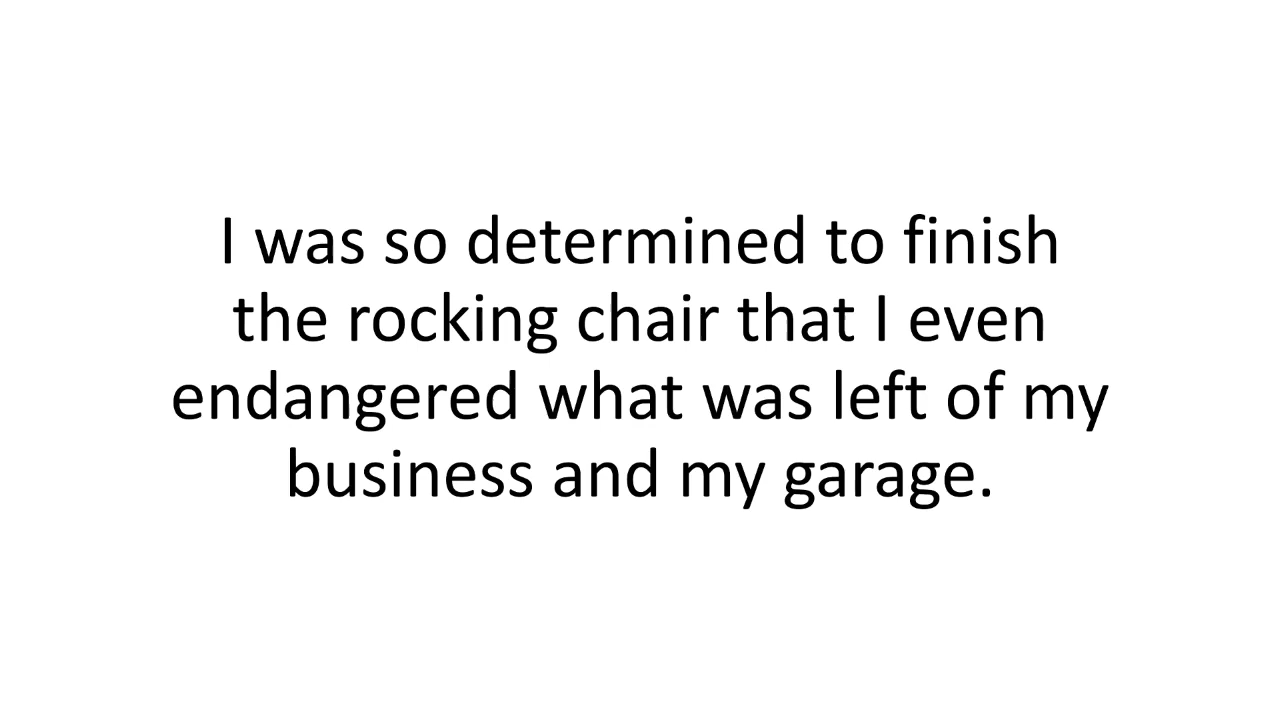 I was so determined to finish
the rocking chair that I even
endangered what was left of my
business and my garage.